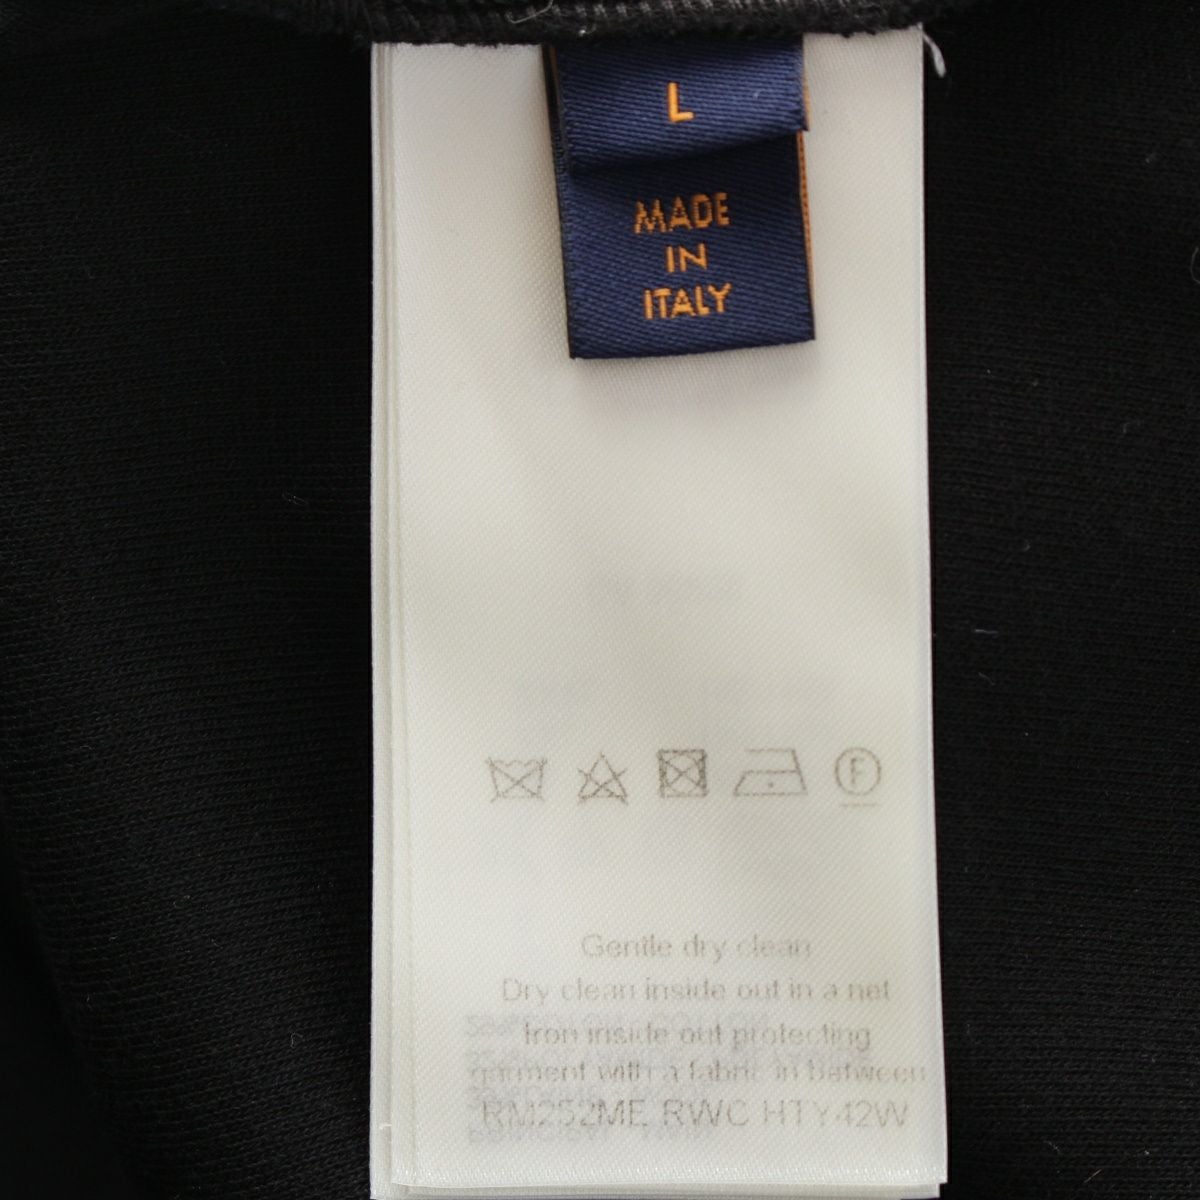 L
MADE
IN
ITALY
F
Gentle dry clean
Dry clean inside out in a net
Iron inside out protecting
garment with a fabric in between
RM252ME RWC HTY42W